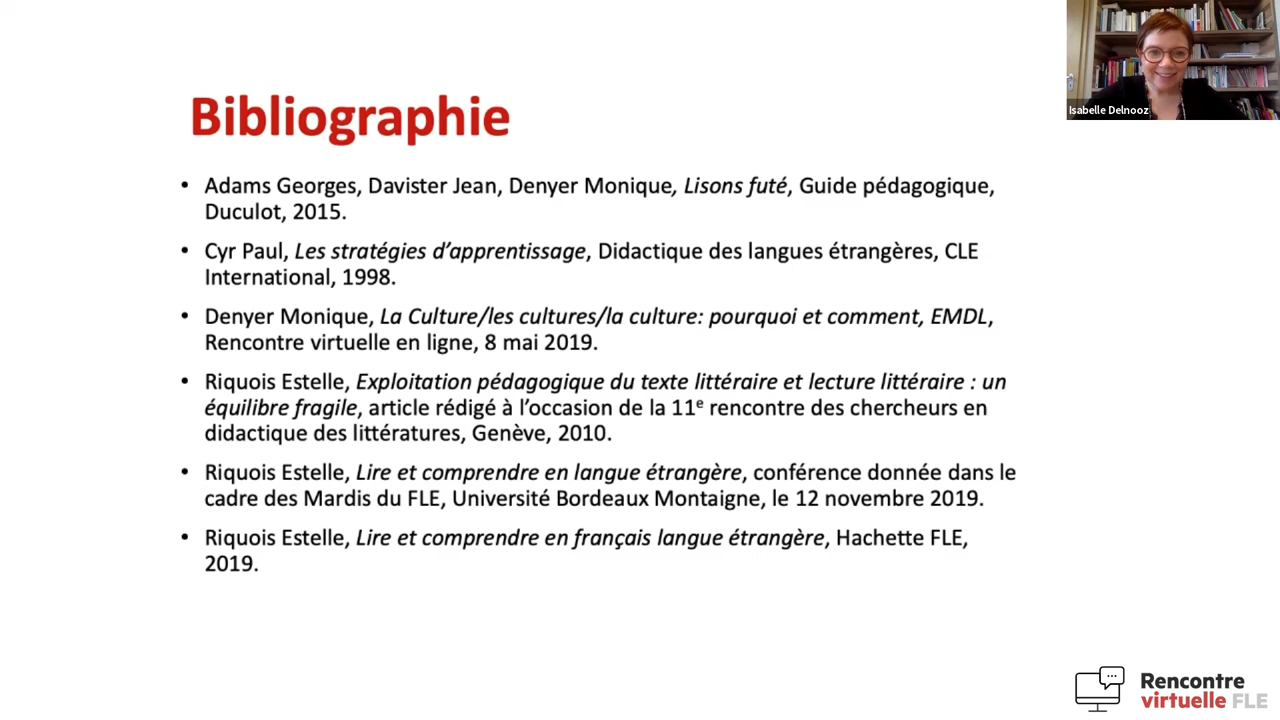 Isabelle Delnooz
Bibliographie
• Adams Georges, Davister Jean, Denyer Monique, Lisons futé, Guide pédagogique,
Duculot, 2015.
• Cyr Paul, Les stratégies d’apprentissage, Didactique des langues étrangères, CLE
International, 1998.
• Denyer Monique, La Culture/les cultures/la culture: pourquoi et comment, EMDL,
Rencontre virtuelle en ligne, 8 mai 2019.
• Riquois Estelle, Exploitation pédagogique du texte littéraire et lecture littéraire : un
équilibre fragile, article rédigé à l’occasion de la 11e rencontre des chercheurs en
didactique des littératures, Genève, 2010.
• Riquois Estelle, Lire et comprendre en langue étrangère, conférence donnée dans le
cadre des Mardis du FLE, Université Bordeaux Montaigne, le 12 novembre 2019.
• Riquois Estelle, Lire et comprendre en français langue étrangère, Hachette FLE,
2019.
Rencontre
virtuelle FLE